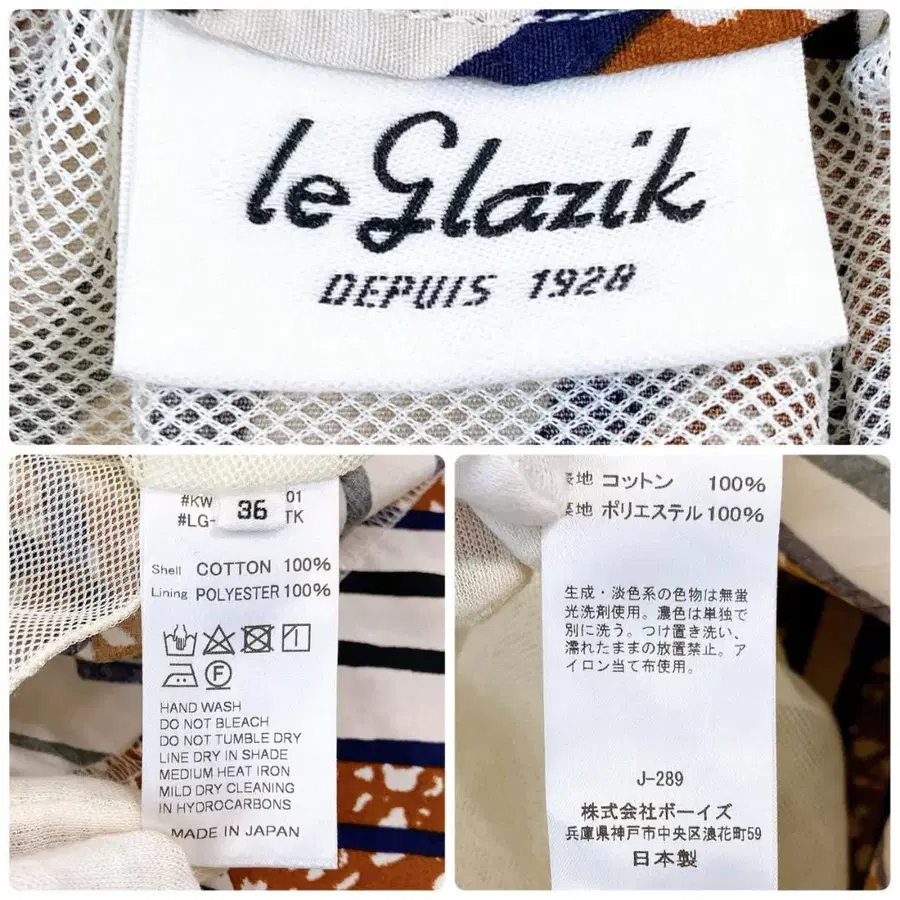 le Glazik
DEPUIS 1928
#KW 01
#LG- TK
36
Shell COTTON 100%
Lining POLYESTER 100%
HAND WASH
DO NOT BLEACH
DO NOT TUMBLE DRY
LINE DRY IN SHADE
MEDIUM HEAT IRON
MILD DRY CLEANING
IN HYDROCARBONS
MADE IN JAPAN
地 コットン 100%
地 ポリエステル 100%
生成・淡色系の色物は無蛍
光洗剤使用。濃色は単独で
別に洗う。つけ置き洗い、
濡れたままの放置禁止。ア
イロン当て布使用。
J-289
株式会社ボーイズ
兵庫県神戸市中央区浪花町59
日本製